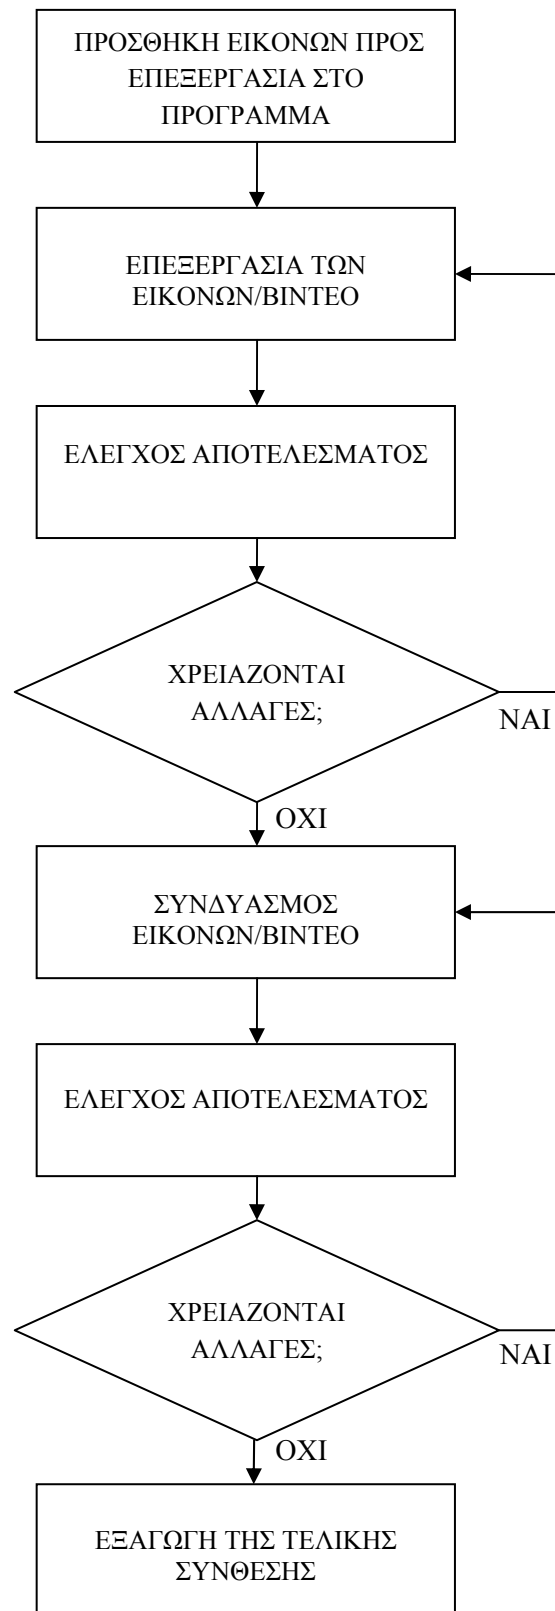 ΠΡΟΣΘΗΚΗ ΕΙΚΟΝΩΝ ΠΡΟΣ
ΕΠΕΞΕΡΓΑΣΙΑ ΣΤΟ
ΠΡΟΓΡΑΜΜΑ
ΕΠΕΞΕΡΓΑΣΙΑ ΤΩΝ
ΕΙΚΟΝΩΝ/ΒΙΝΤΕΟ
ΕΛΕΓΧΟΣ ΑΠΟΤΕΛΕΣΜΑΤΟΣ
ΧΡΕΙΑΖΟΝΤΑΙ
ΑΛΛΑΓΕΣ;
ΝΑΙ
ΟΧΙ
ΣΥΝΔΥΑΣΜΟΣ
ΕΙΚΟΝΩΝ/ΒΙΝΤΕΟ
ΕΛΕΓΧΟΣ ΑΠΟΤΕΛΕΣΜΑΤΟΣ
ΧΡΕΙΑΖΟΝΤΑΙ
ΑΛΛΑΓΕΣ;
ΝΑΙ
ΟΧΙ
ΕΞΑΓΩΓΗ ΤΗΣ ΤΕΛΙΚΗΣ
ΣΥΝΘΕΣΗΣ